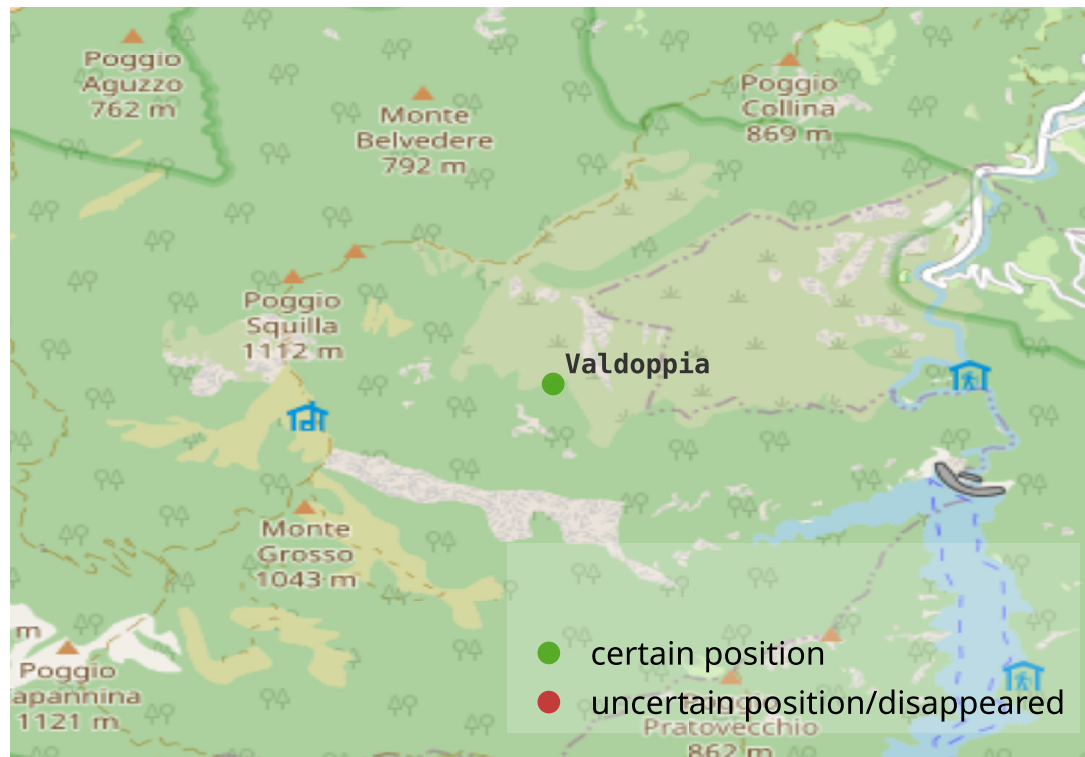 Poggio
Aguzzo
762 m
Monte
Belvedere
792 m
Poggio
Collina
869 m
Poggio
Squilla
1112 m
Valdoppia
Monte
Grosso
1043 m
m
Poggio
apannina
1121 m
certain position
uncertain position/disappeared
Pratovecchio
862 m